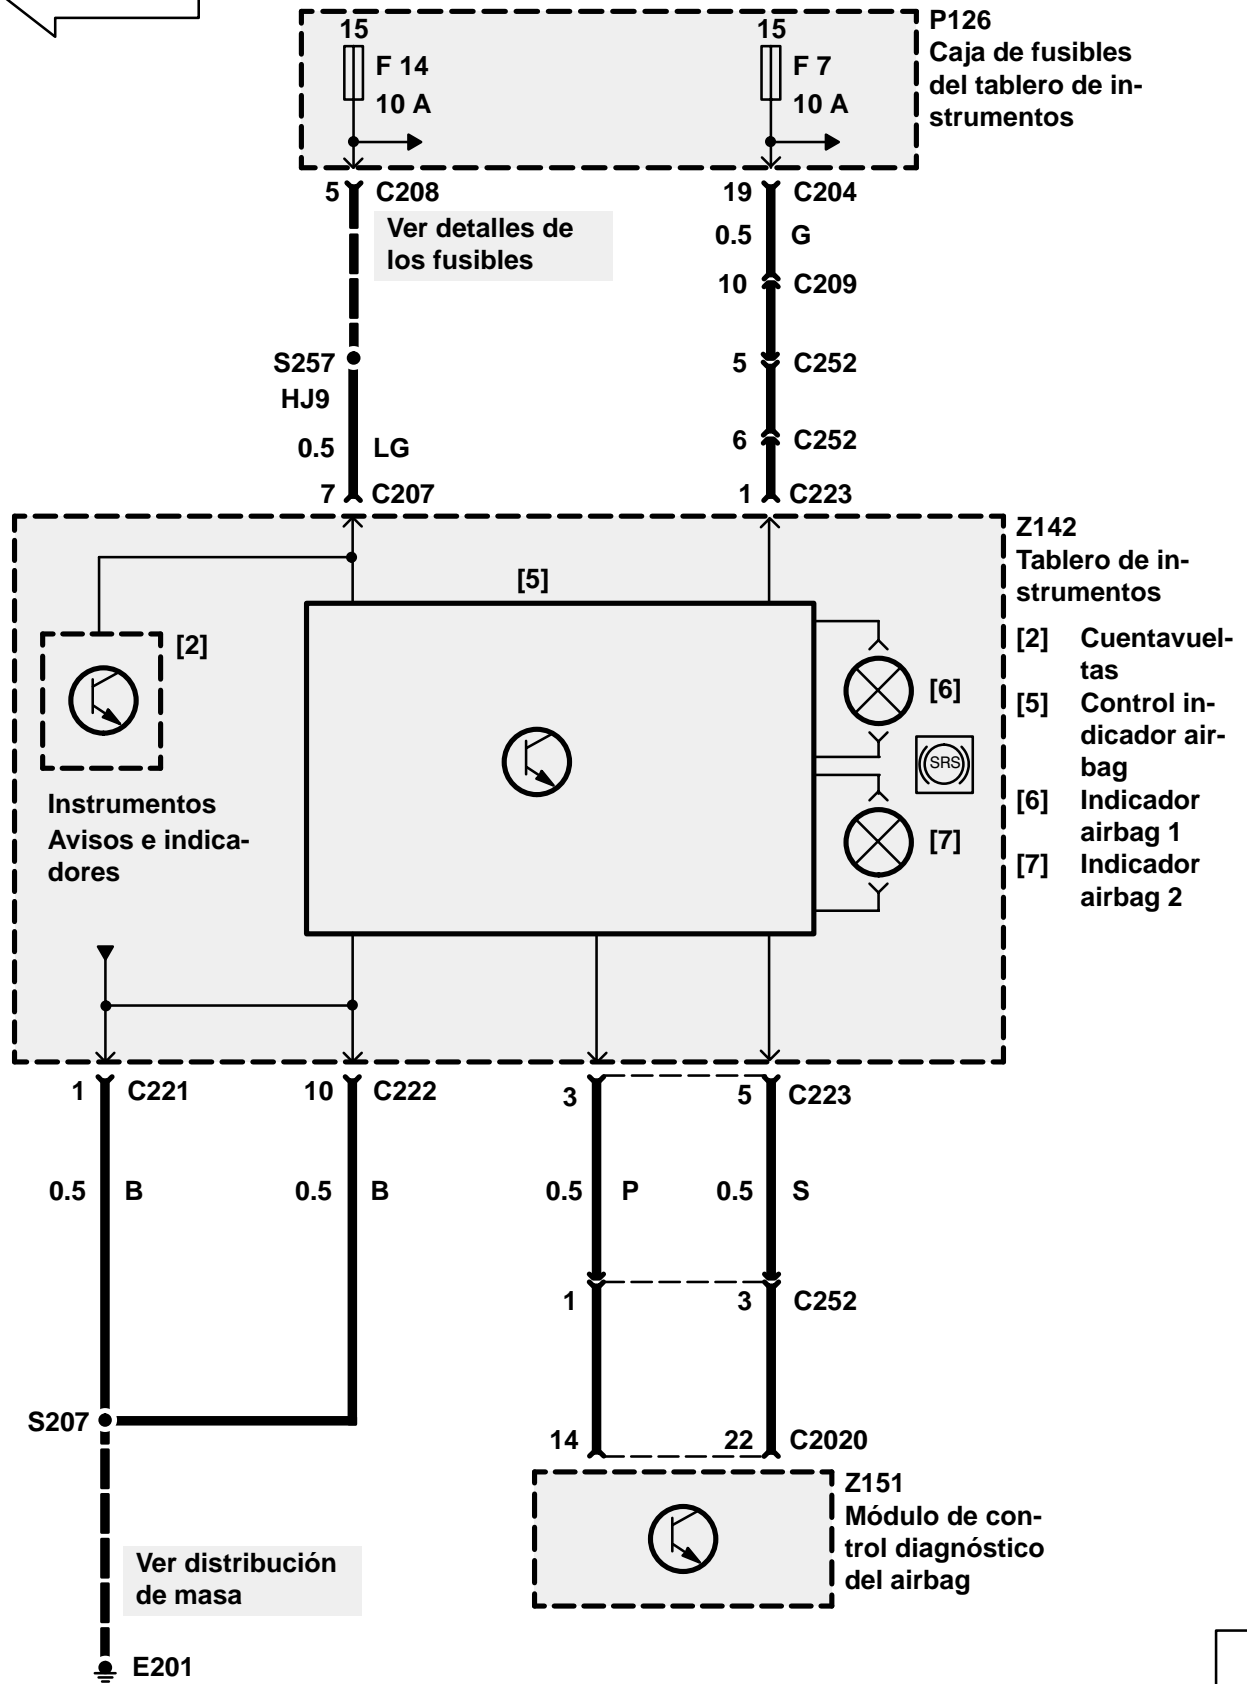 P126
Caja de fusibles
del tablero de in-
strumentos
15
F 14
10 A
15
F 7
10 A
5 C208
19 C204
Ver detalles de
los fusibles
0.5 G
10 C209
S257
HJ9
5 C252
0.5 LG
6 C252
7 C207
1 C223
Z142
Tablero de in-
strumentos
[2] Cuentavuel-
tas
[5] Control in-
dicador air-
bag
[6] Indicador
airbag 1
[7] Indicador
airbag 2
[5]
[2]
[6]
SRS
[7]
Instrumentos
Avisos e indica-
dores
1 C221
10 C222
3
5 C223
0.5 B
0.5 B
0.5 P
0.5 S
1
3 C252
S207
14
22 C2020
Z151
Módulo de con-
trol diagnóstico
del airbag
Ver distribución
de masa
E201